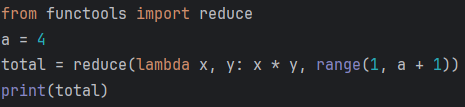 from functools import reduce
a = 4
total = reduce(lambda x, y: x * y, range(1, a + 1))
print(total)